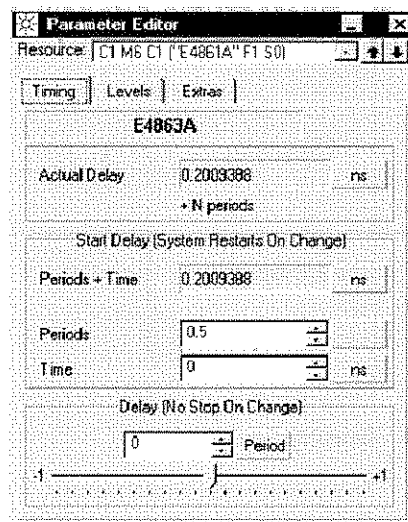 Parameter Editor
Resource: C1 M6 C1 ("E4861A" F1 S0)
Timing Levels Extras
E4863A
Actual Delay 0.2009388 ns
+ N periods
Start Delay (System Restarts On Change)
Periods + Time 0.2009388 ns
Periods 0.5
Time 0 ns
Delay (No Stop On Change)
0 Period
-1 +1